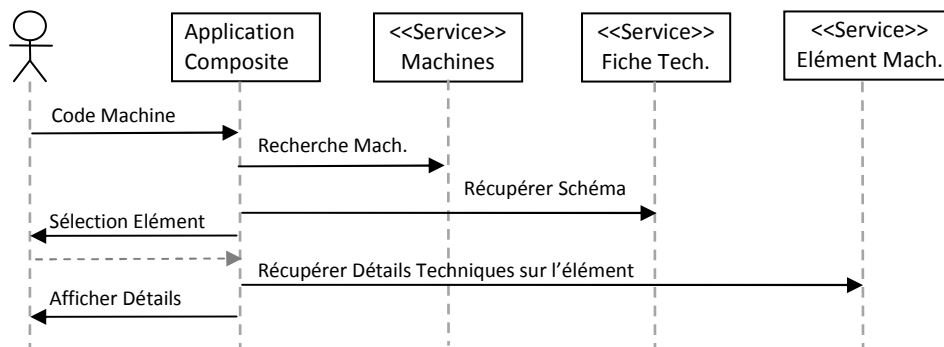 Application
Composite
<<Service>>
Machines
<<Service>>
Fiche Tech.
<<Service>>
Elément Mach.
Code Machine
Recherche Mach.
Récupérer Schéma
Sélection Elément
Récupérer Détails Techniques sur l’élément
Afficher Détails